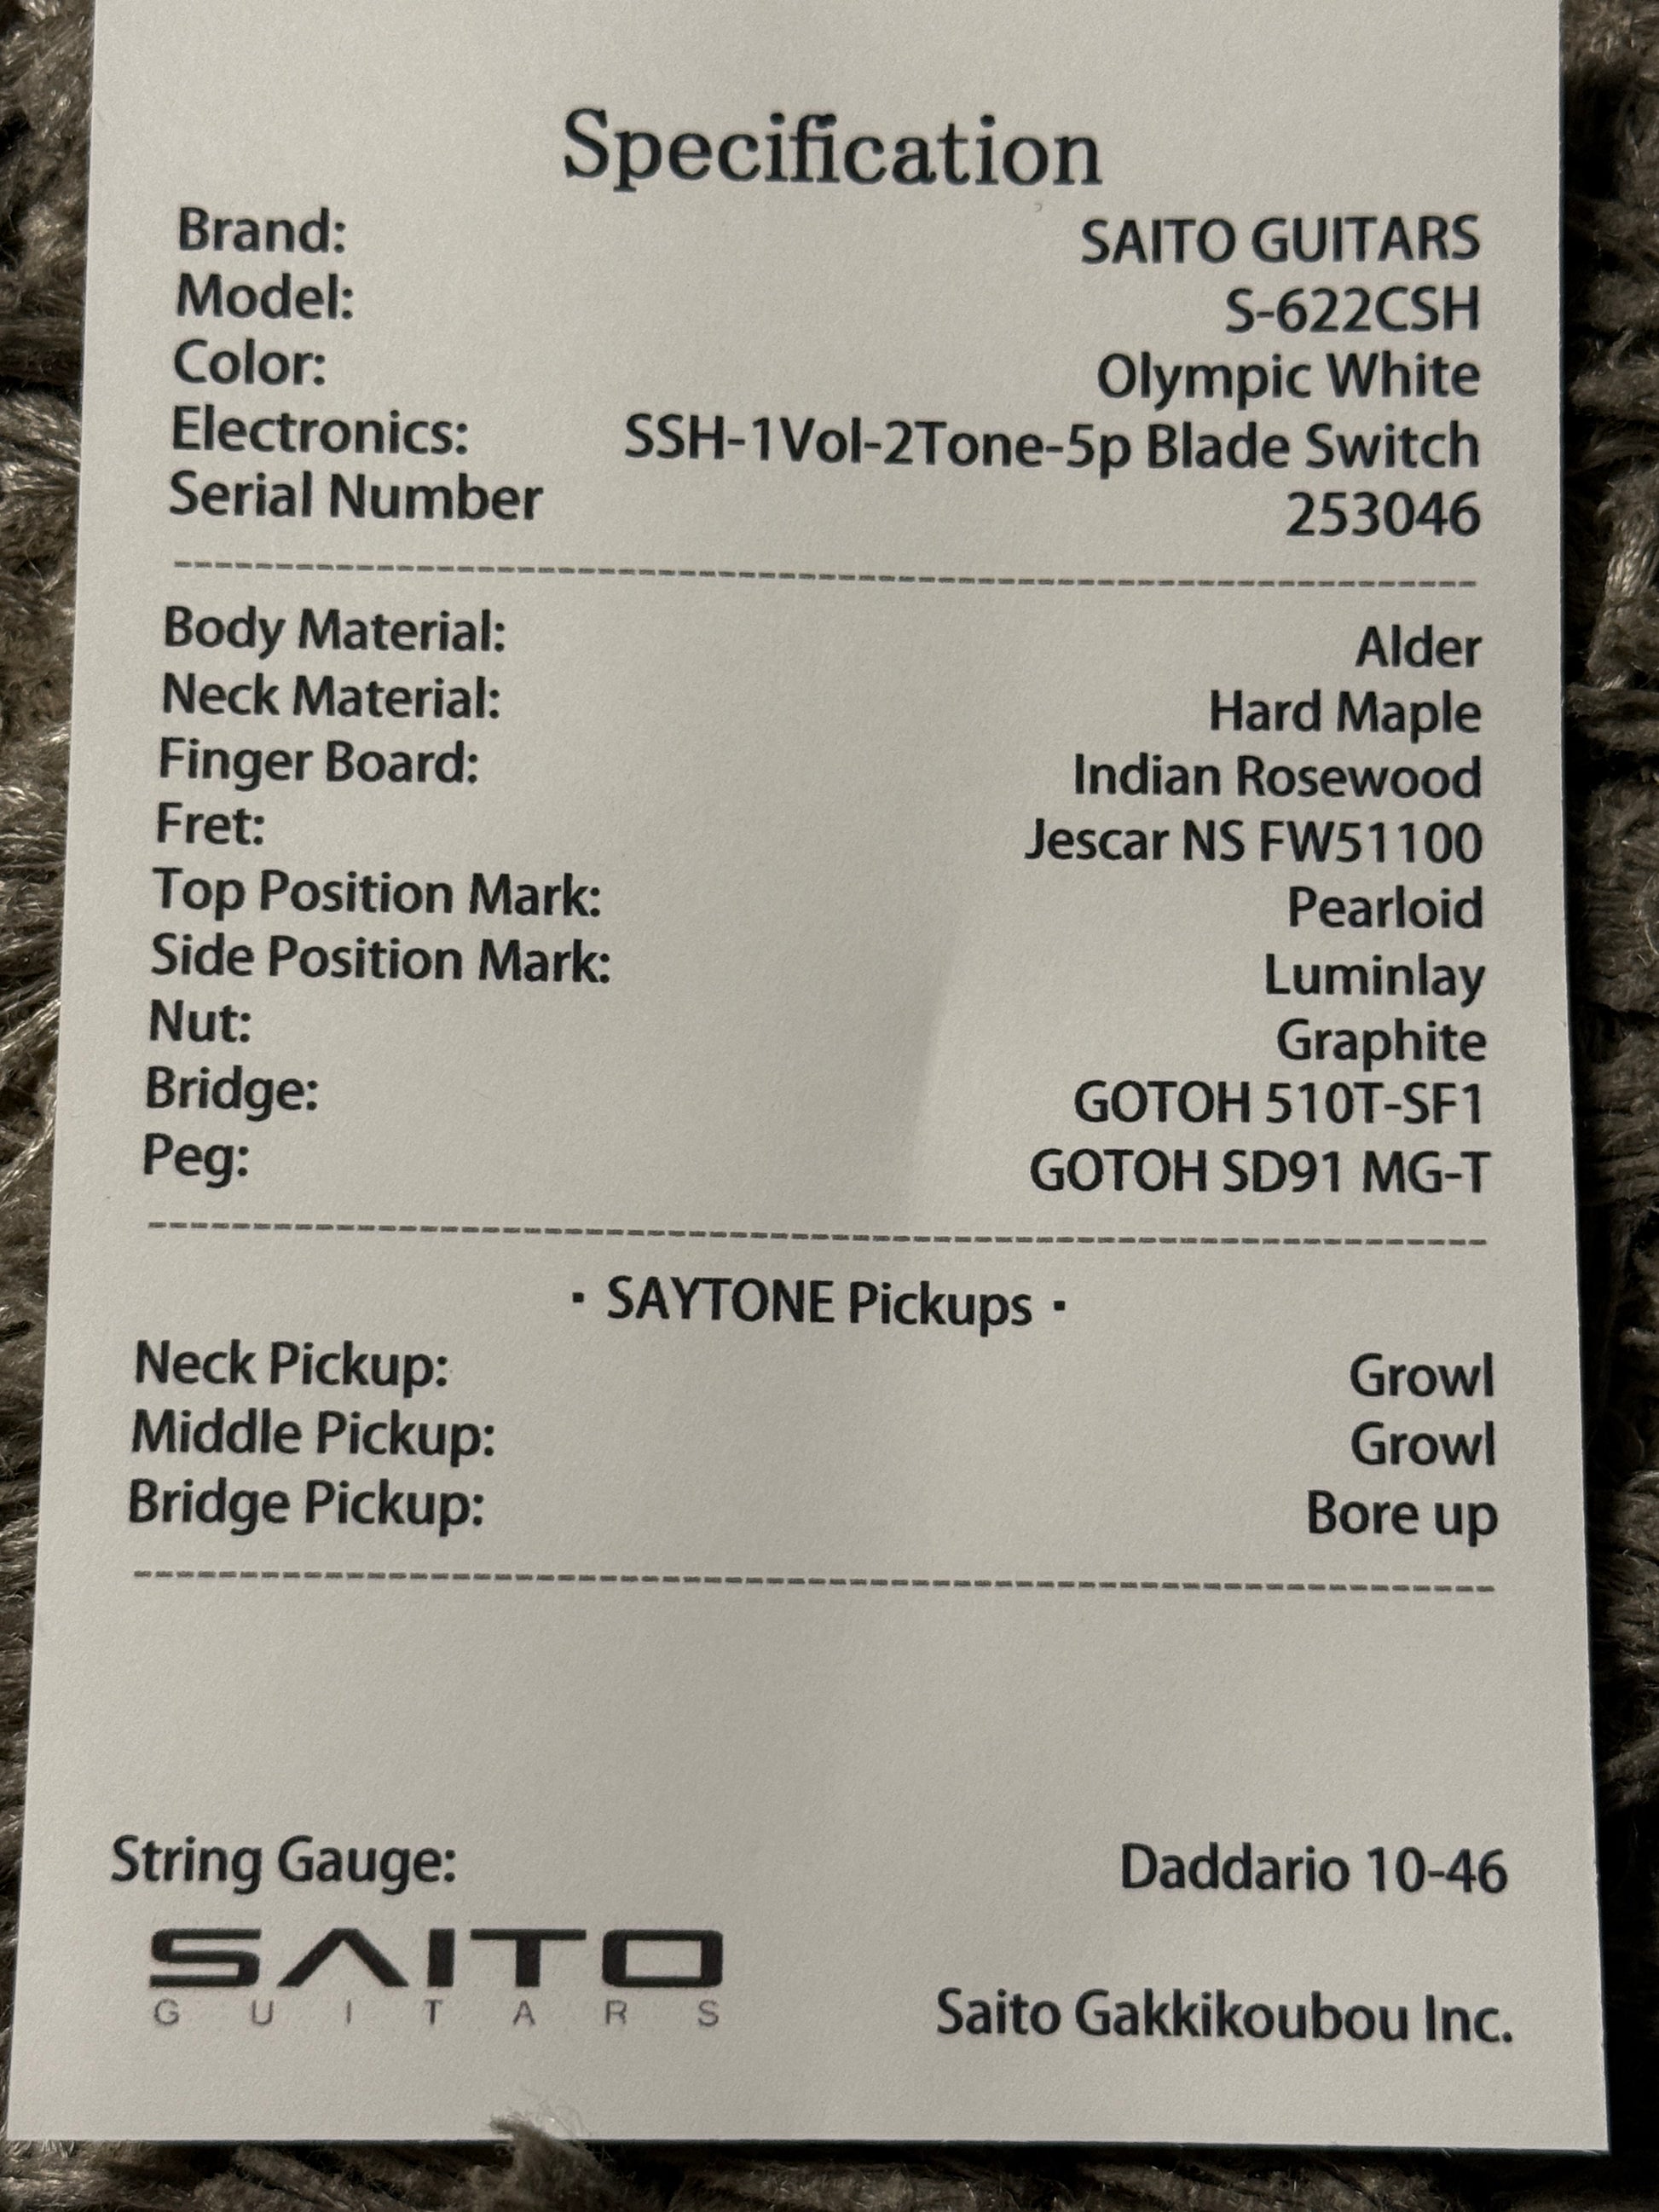 Specification
Brand: SAITO GUITARS
Model: S-622CSH
Color: Olympic White
Electronics: SSH-1Vol-2Tone-5p Blade Switch
Serial Number 253046
Body Material: Alder
Neck Material: Hard Maple
Finger Board: Indian Rosewood
Fret: Jescar NS FW51100
Top Position Mark: Pearloid
Side Position Mark: Luminlay
Nut: Graphite
Bridge: GOTOH 510T-SF1
Peg: GOTOH SD91 MG-T
· SAYTONE Pickups ·
Neck Pickup: Growl
Middle Pickup: Growl
Bridge Pickup: Bore up
String Gauge: Daddario 10-46
SAITO
GUITARS
Saito Gakkikoubou Inc.